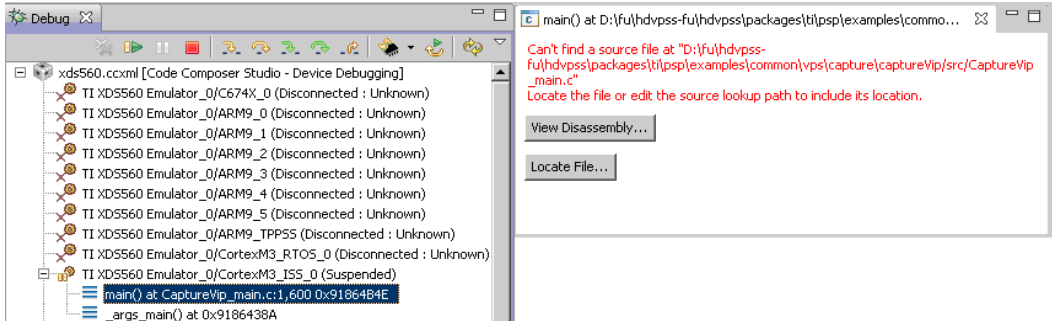 Debug
xds560.ccxml [Code Composer Studio - Device Debugging]
TI XDS560 Emulator_0/C674X_0 (Disconnected : Unknown)
TI XDS560 Emulator_0/ARM9_0 (Disconnected : Unknown)
TI XDS560 Emulator_0/ARM9_1 (Disconnected : Unknown)
TI XDS560 Emulator_0/ARM9_2 (Disconnected : Unknown)
TI XDS560 Emulator_0/ARM9_3 (Disconnected : Unknown)
TI XDS560 Emulator_0/ARM9_4 (Disconnected : Unknown)
TI XDS560 Emulator_0/ARM9_5 (Disconnected : Unknown)
TI XDS560 Emulator_0/ARM9_TPPSS (Disconnected : Unknown)
TI XDS560 Emulator_0/CortexM3_RTOS_0 (Disconnected : Unknown)
TI XDS560 Emulator_0/CortexM3_ISS_0 (Suspended)
main() at CaptureVip_main.c:1,600 0x91864B4E
_args_main() at 0x9186438A
main() at D:\fu\hdvpss-fu\hdvpss\packages\ti\psp\examples\commo...
Can't find a source file at "D:\fu\hdvpss-
fu\hdvpss\packages\ti\psp\examples\common\vps\capture\captureVip/src/CaptureVip
_main.c"
Locate the file or edit the source lookup path to include its location.
View Disassembly...
Locate File...